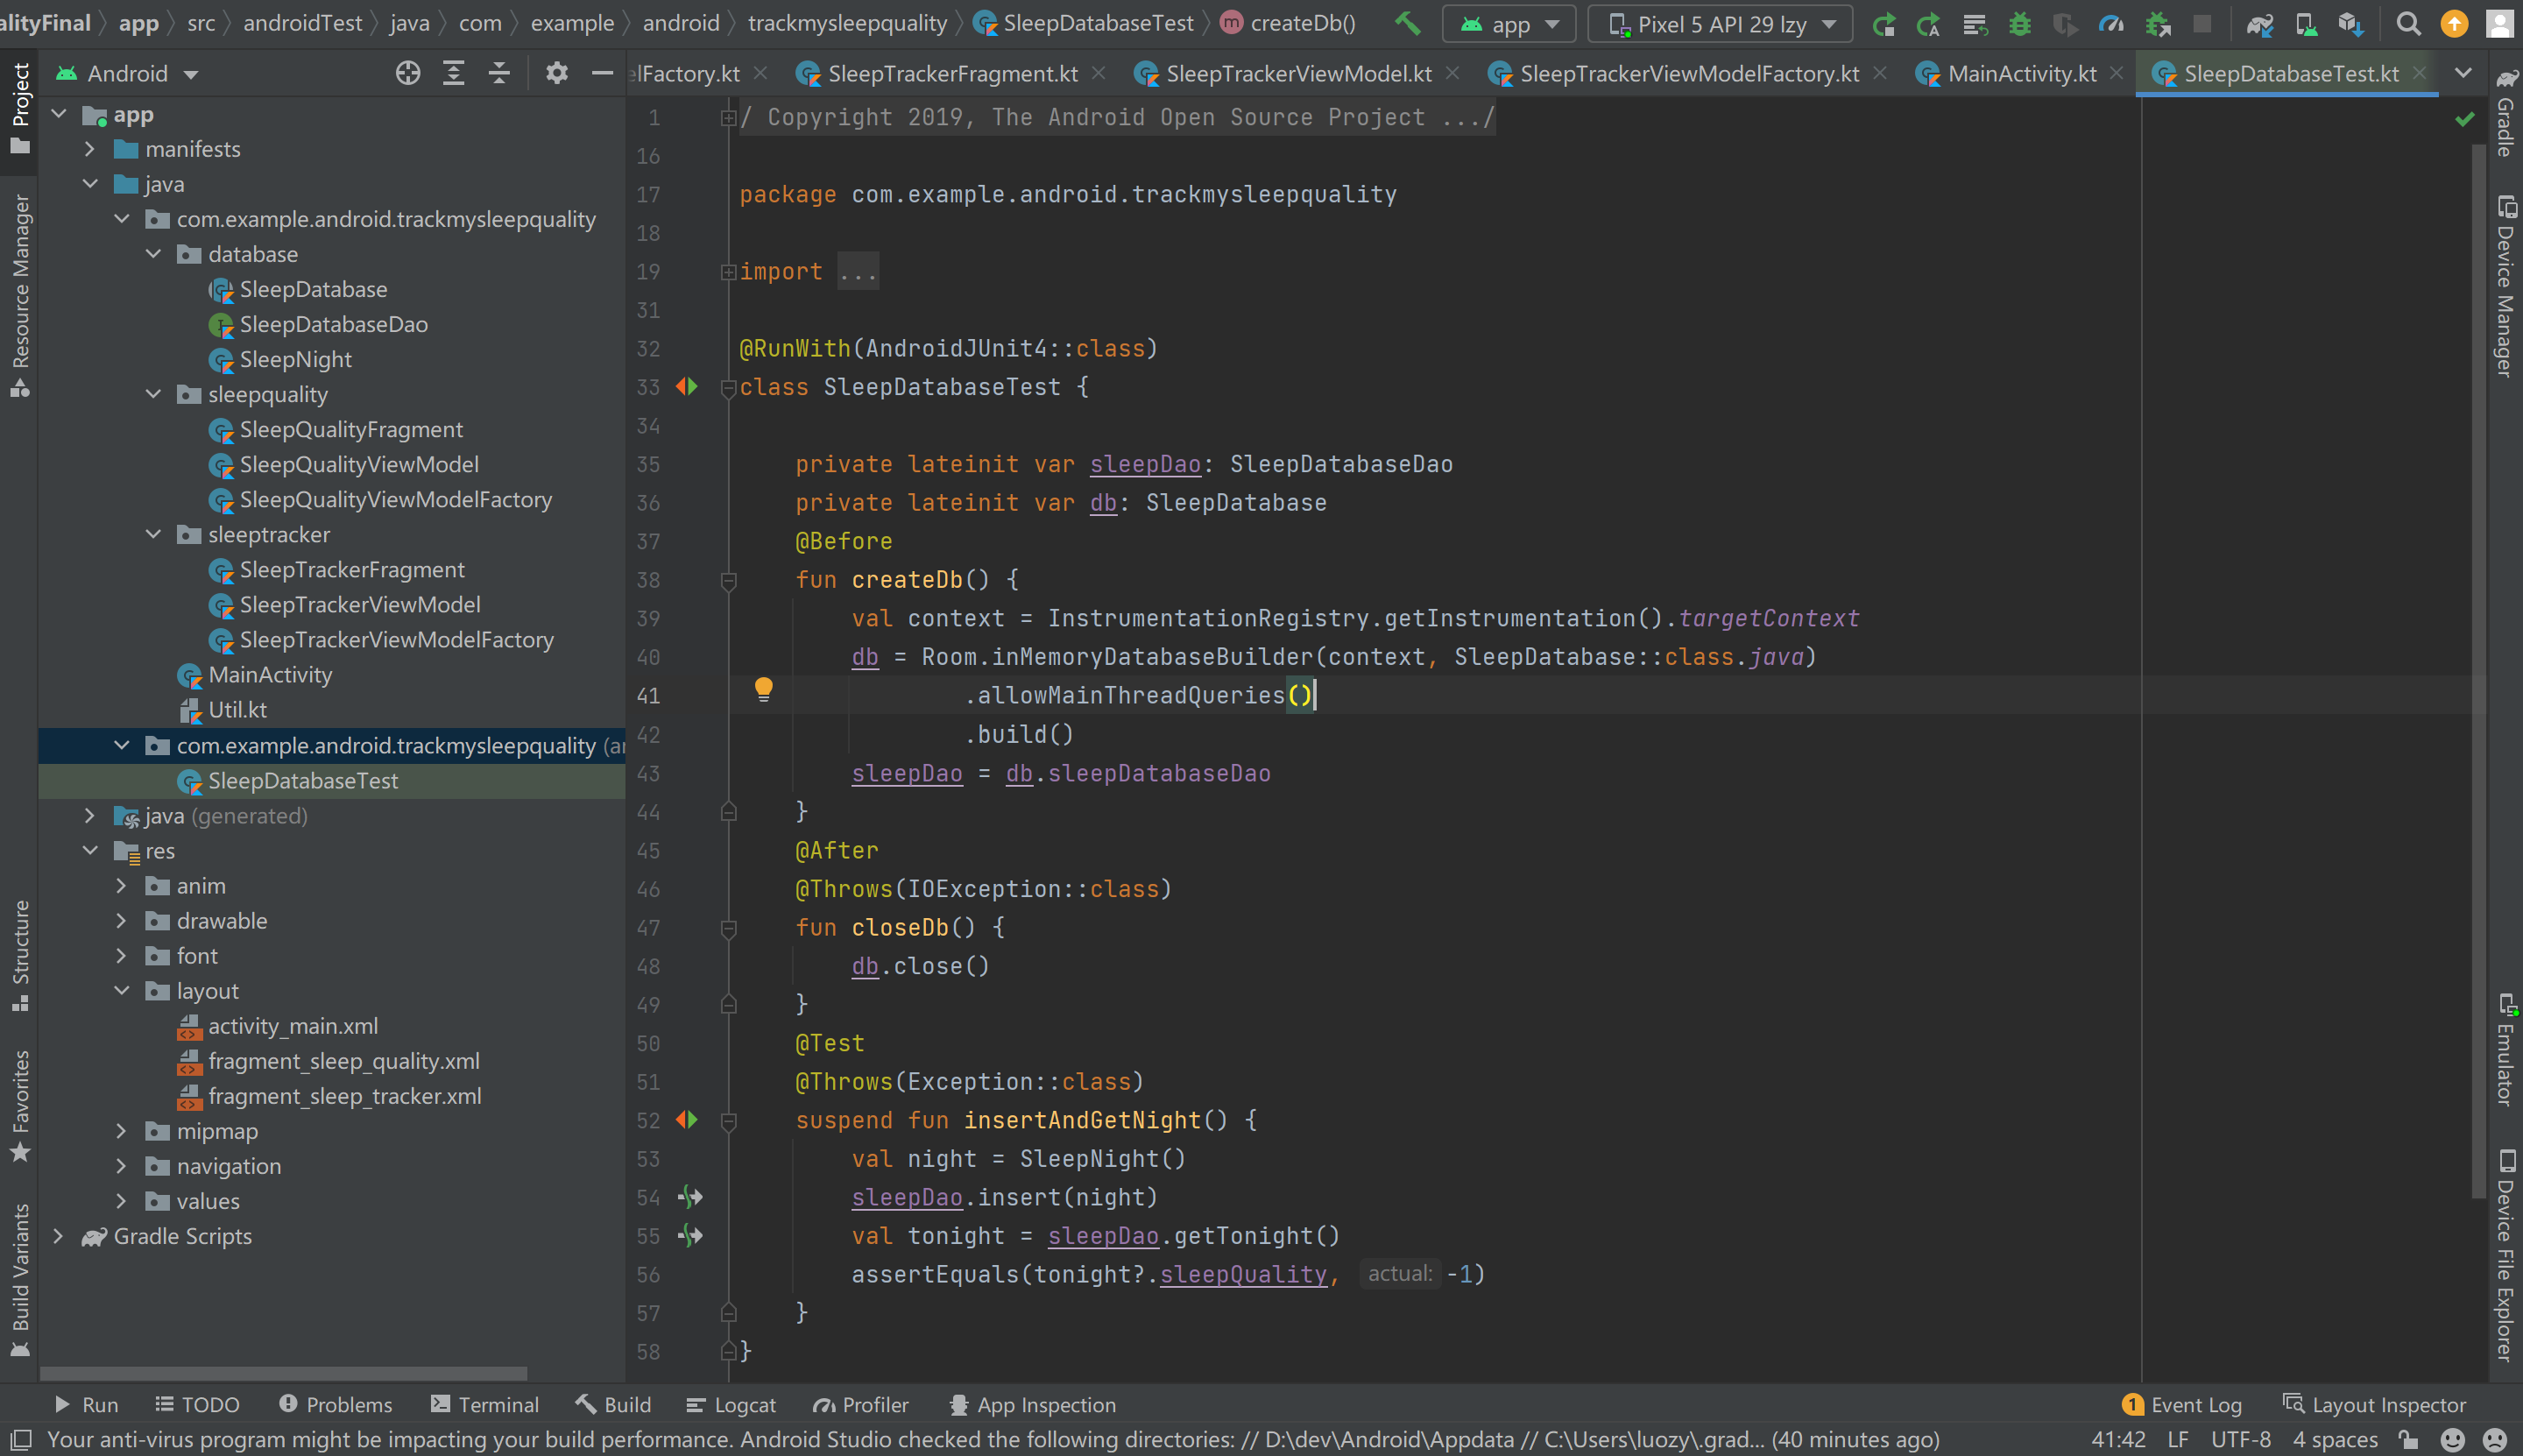 alityFinal app src androidTest java com example android trackmysleepquality SleepDatabaseTest createDb() app Pixel 5 API 29 lzy
Android
elFactory.kt SleepTrackerFragment.kt SleepTrackerViewModel.kt SleepTrackerViewModelFactory.kt MainActivity.kt SleepDatabaseTest.kt
Project
Resource Manager
Structure
Favorites
Build Variants
app
manifests
java
com.example.android.trackmysleepquality
database
SleepDatabase
SleepDatabaseDao
SleepNight
sleepquality
SleepQualityFragment
SleepQualityViewModel
SleepQualityViewModelFactory
sleeptracker
SleepTrackerFragment
SleepTrackerViewModel
SleepTrackerViewModelFactory
MainActivity
Util.kt
com.example.android.trackmysleepquality (ar
SleepDatabaseTest
java (generated)
res
anim
drawable
font
layout
activity_main.xml
fragment_sleep_quality.xml
fragment_sleep_tracker.xml
mipmap
navigation
values
Gradle Scripts
1 / Copyright 2019, The Android Open Source Project .../
16
17 package com.example.android.trackmysleepquality
18
19 import ...
31
32 @RunWith(AndroidJUnit4::class)
33 class SleepDatabaseTest {
34
35 private lateinit var sleepDao: SleepDatabaseDao
36 private lateinit var db: SleepDatabase
37 @Before
38 fun createDb() {
39 val context = InstrumentationRegistry.getInstrumentation().targetContext
40 db = Room.inMemoryDatabaseBuilder(context, SleepDatabase::class.java)
41 .allowMainThreadQueries()
42 .build()
43 sleepDao = db.sleepDatabaseDao
44 }
45 @After
46 @Throws(IOException::class)
47 fun closeDb() {
48 db.close()
49 }
50 @Test
51 @Throws(Exception::class)
52 suspend fun insertAndGetNight() {
53 val night = SleepNight()
54 sleepDao.insert(night)
55 val tonight = sleepDao.getTonight()
56 assertEquals(tonight?.sleepQuality, actual: -1)
57 }
58 }
Gradle
Device Manager
Emulator
Device File Explorer
Run TODO Problems Terminal Build Logcat Profiler App Inspection 1 Event Log Layout Inspector
Your anti-virus program might be impacting your build performance. Android Studio checked the following directories: // D:\dev\Android\Appdata // C:\Users\luozy\.grad... (40 minutes ago) 41:42 LF UTF-8 4 spaces